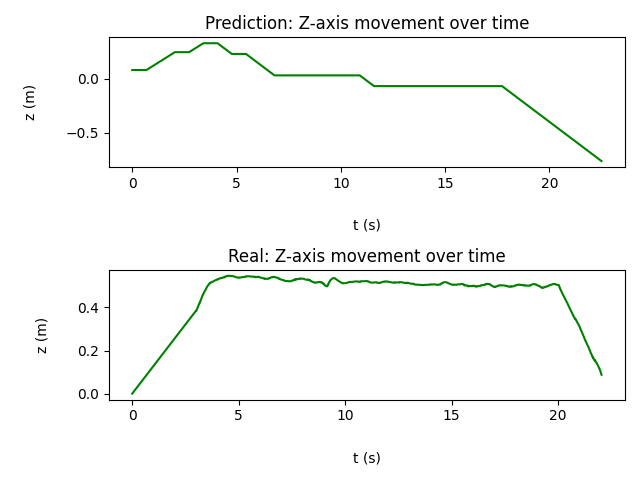 Prediction: Z-axis movement over time
z (m)
0.0
−0.5
0 5 10 15 20
t (s)
Real: Z-axis movement over time
z (m)
0.4
0.2
0.0
0 5 10 15 20
t (s)